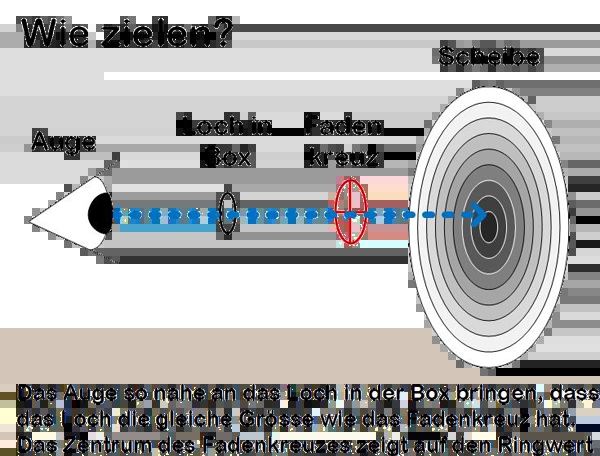 Wie zielen?
Scheibe
Auge
Loch in
Box
Faden
kreuz
Das Auge so nahe an das Loch in der Box bringen, dass
das Loch die gleiche Grösse wie das Fadenkreuz hat.
Das Zentrum des Fadenkreuzes zeigt auf den Ringwert